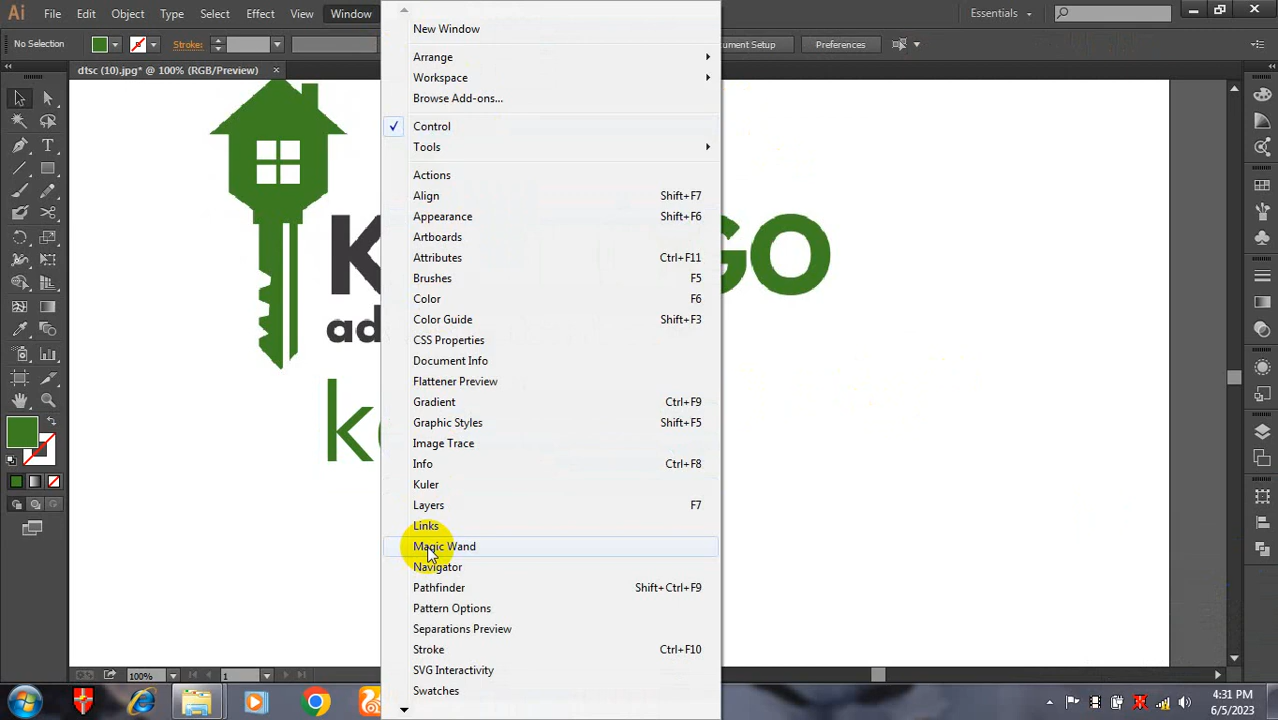 Ai File Edit Object Type Select Effect View Window Essentials
No Selection Stroke: ument Setup Preferences
dtsc (10).jpg* @ 100% (RGB/Preview)
New Window
Arrange
Workspace
Browse Add-ons...
Control
Tools
Actions
Align Shift+F7
Appearance Shift+F6
Artboards
Attributes Ctrl+F11
Brushes F5
Color F6
Color Guide Shift+F3
CSS Properties
Document Info
Flattener Preview
Gradient Ctrl+F9
Graphic Styles Shift+F5
Image Trace
Info Ctrl+F8
Kuler
Layers F7
Links
Magic Wand
Navigator
Pathfinder Shift+Ctrl+F9
Pattern Options
Separations Preview
Stroke Ctrl+F10
SVG Interactivity
Swatches
K GO
ad
k
100% 1
4:31 PM
6/5/2023